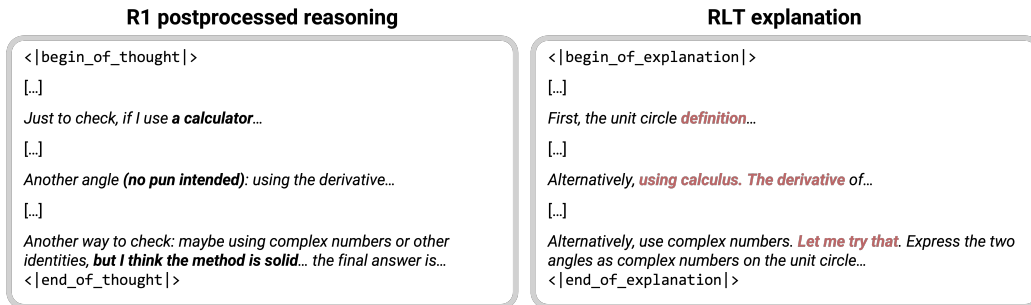 R1 postprocessed reasoning
<|begin_of_thought|>
[...]
Just to check, if I use a calculator...
[...]
Another angle (no pun intended): using the derivative...
[...]
Another way to check: maybe using complex numbers or other
identities, but I think the method is solid... the final answer is...
<|end_of_thought|>
RLT explanation
<|begin_of_explanation|>
[...]
First, the unit circle definition...
[...]
Alternatively, using calculus. The derivative of...
[...]
Alternatively, use complex numbers. Let me try that. Express the two
angles as complex numbers on the unit circle...
<|end_of_explanation|>